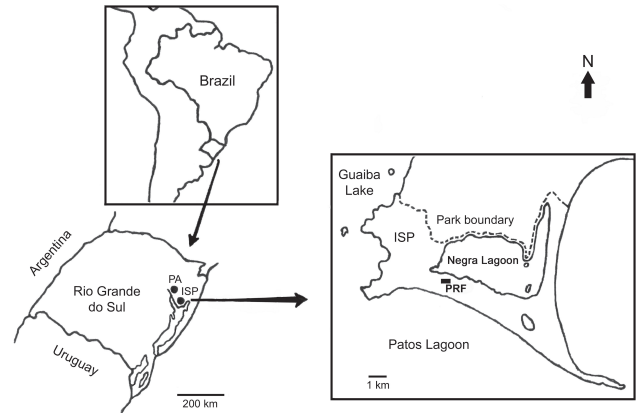 Brazil
N
Guaiba
Lake
Park boundary
ISP
Negra Lagoon
PRF
Patos Lagoon
1 km
Argentina
PA
ISP
Rio Grande
do Sul
Uruguay
200 km